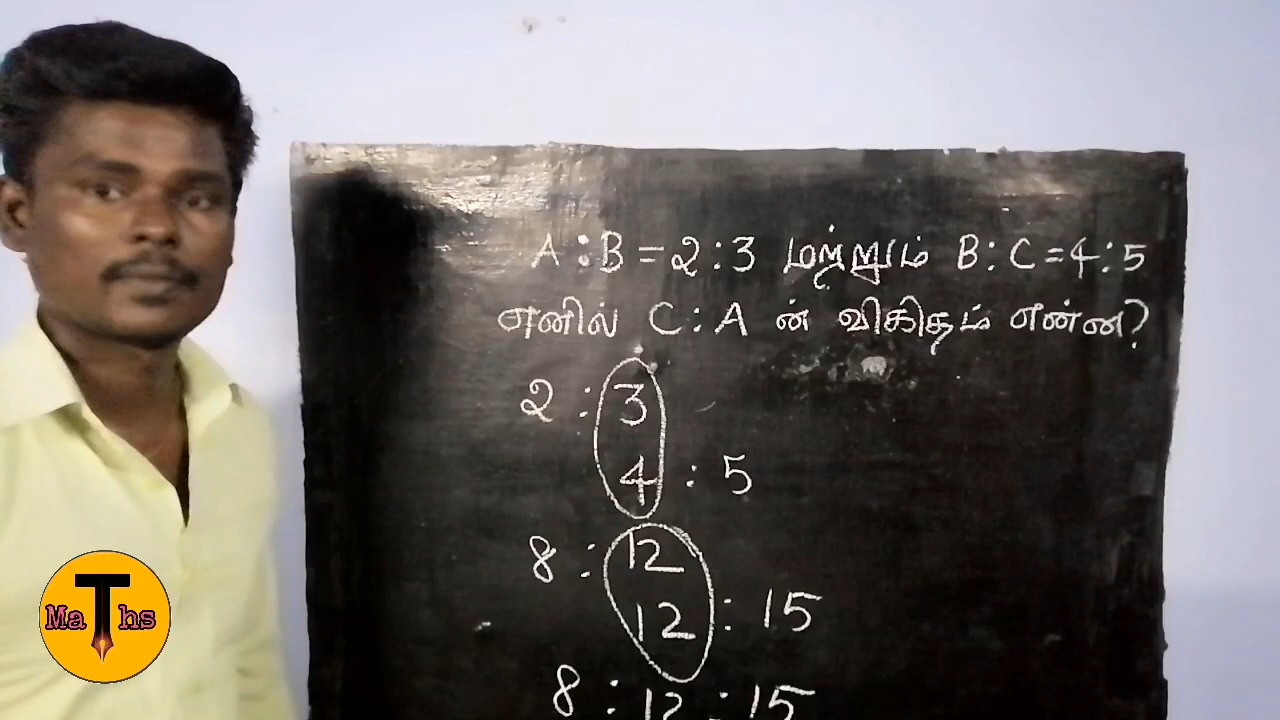 A : B = 2 : 3 மற்றும் B : C = 4 : 5
எனில் C : A ன் விகிதம் என்ன?
2 : 3
4 : 5
8 : 12
12 : 15
8 : 12 : 15
MaThs